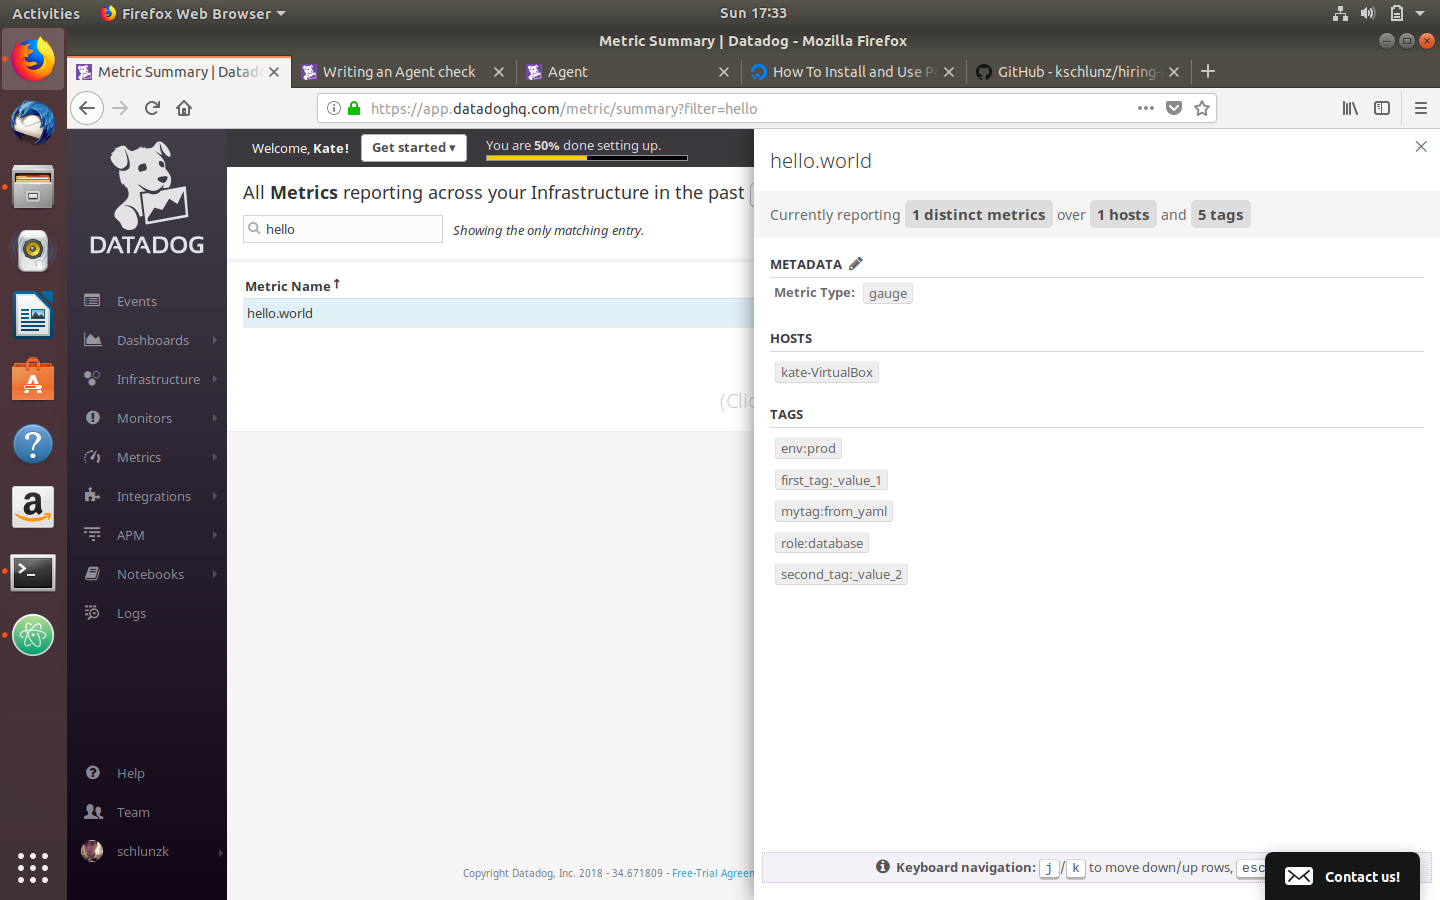 Activities
Firefox Web Browser
Sun 17:33
Metric Summary | Datadog - Mozilla Firefox
Metric Summary | Datad
Writing an Agent check
Agent
How To Install and Use P
GitHub - kschlunz/hiring-
https://app.datadoghq.com/metric/summary?filter=hello
DATADOG
Events
Dashboards
Infrastructure
Monitors
Metrics
Integrations
APM
Notebooks
Logs
Help
Team
schlunzk
Welcome, Kate!
Get started ▾
You are 50% done setting up.
All Metrics reporting across your Infrastructure in the past
hello
Showing the only matching entry.
Metric Name
hello.world
(Clic
Copyright Datadog, Inc. 2018 - 34.671809 - Free-Trial Agreem
hello.world
Currently reporting 1 distinct metrics over 1 hosts and 5 tags
METADATA
Metric Type: gauge
HOSTS
kate-VirtualBox
TAGS
env:prod
first_tag:_value_1
mytag:from_yaml
role:database
second_tag:_value_2
Keyboard navigation: j / k to move down/up rows, esc
Contact us!